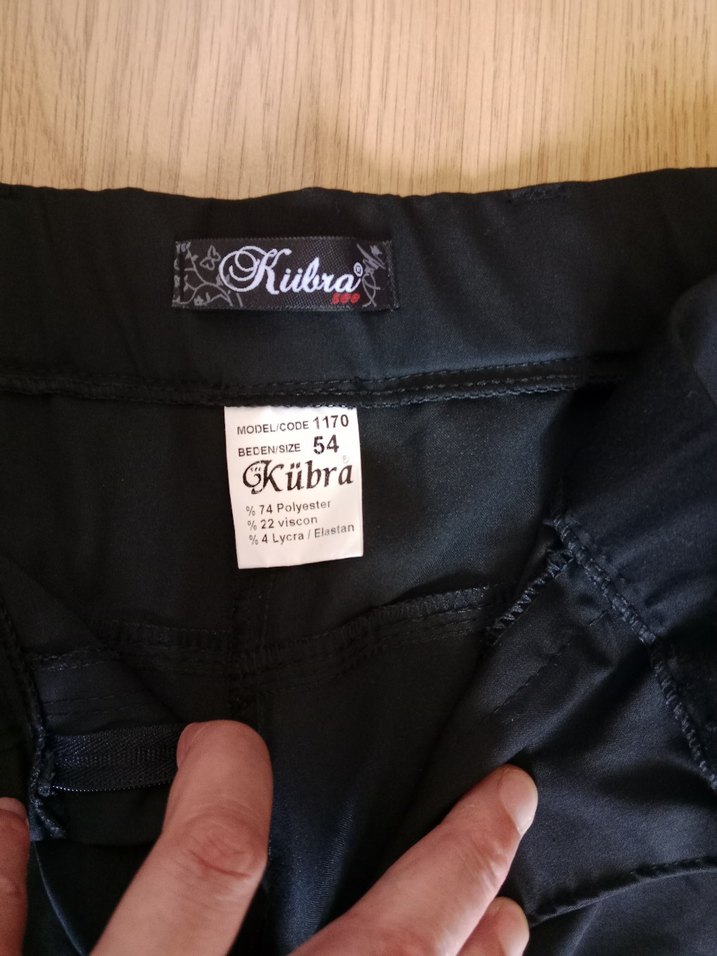 Kübra®
MODEL/CODE 1170
BEDEN/SIZE 54
Kübra®
% 74 Polyester
% 22 viscon
% 4 Lycra / Elastan